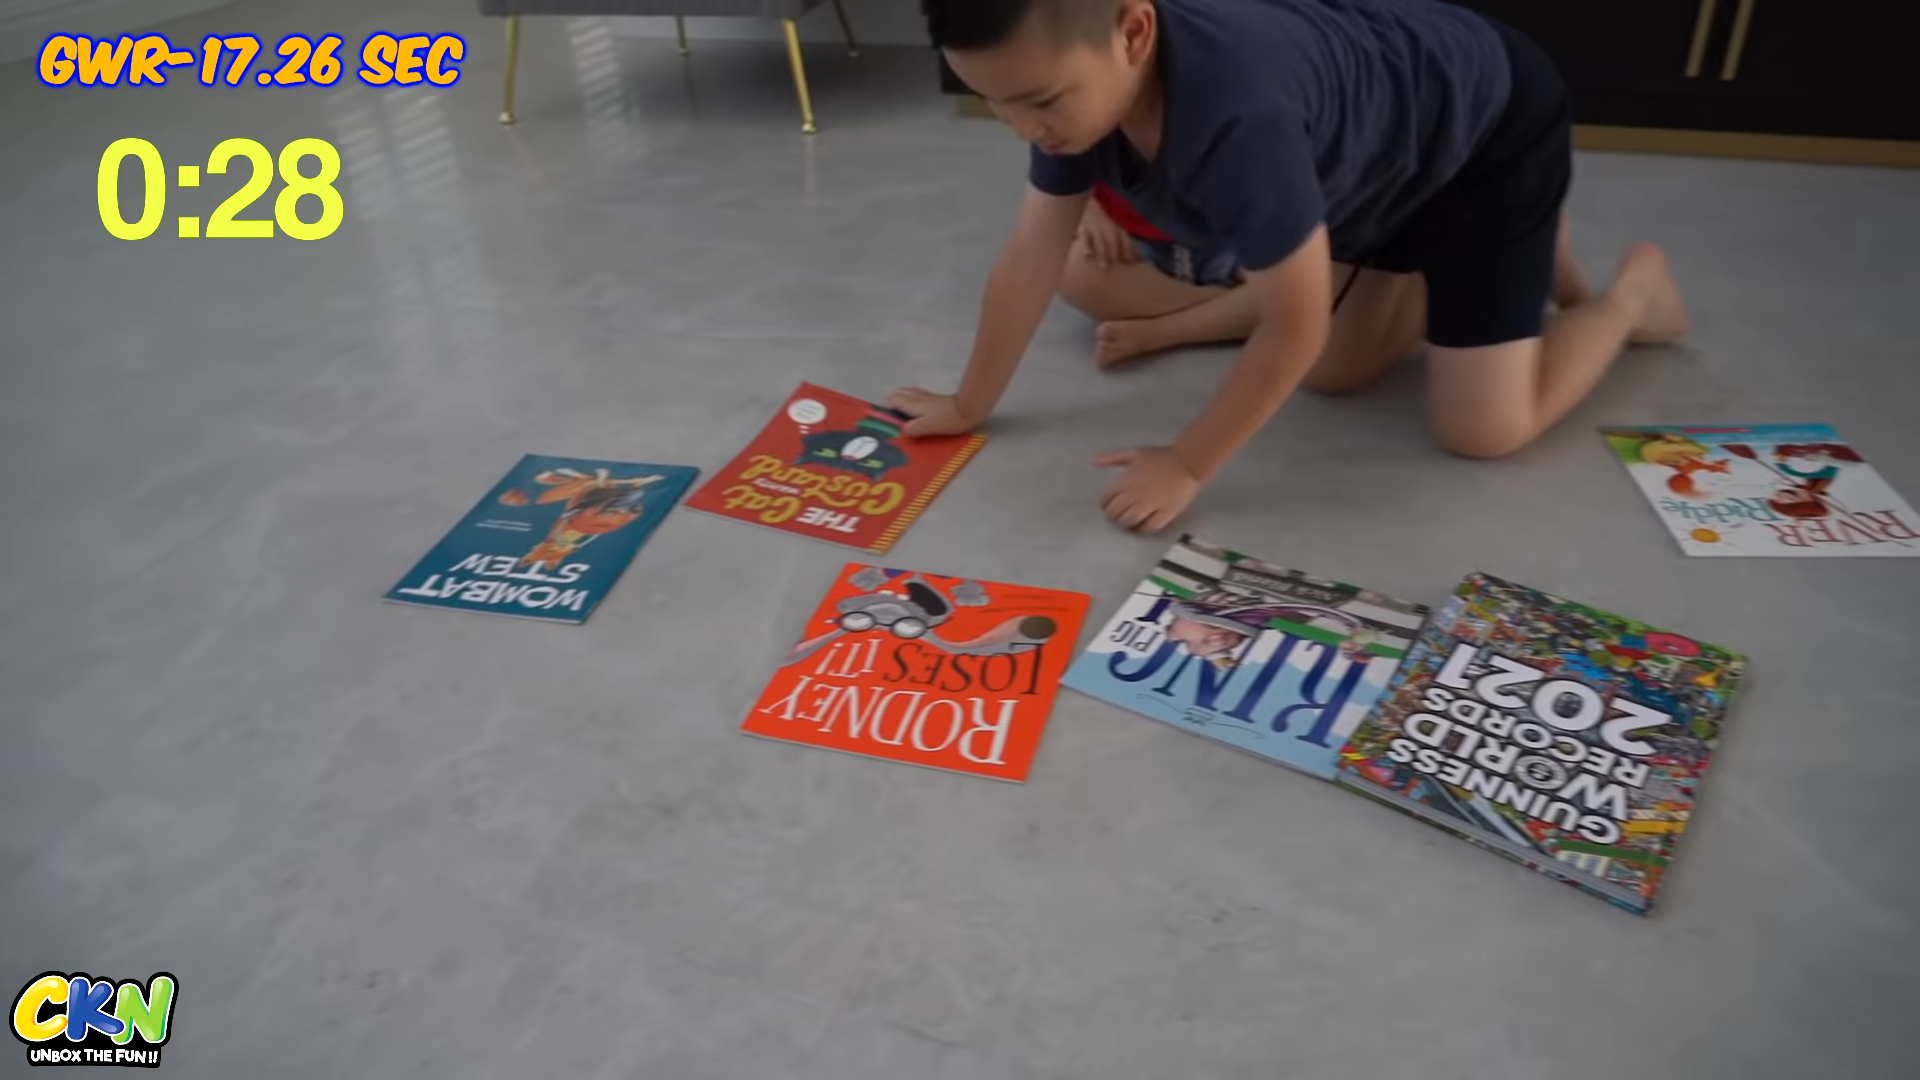 GWR-17.26 SEC
0:28
THE Cat
WANTS
Custard
WOMBAT
STEW
RODNEY
LOSES IT!
KING
PIG
RIVER
Riddle
GUINNESS
WORLD
RECORDS
2021
CKN
UNBOX THE FUN!!